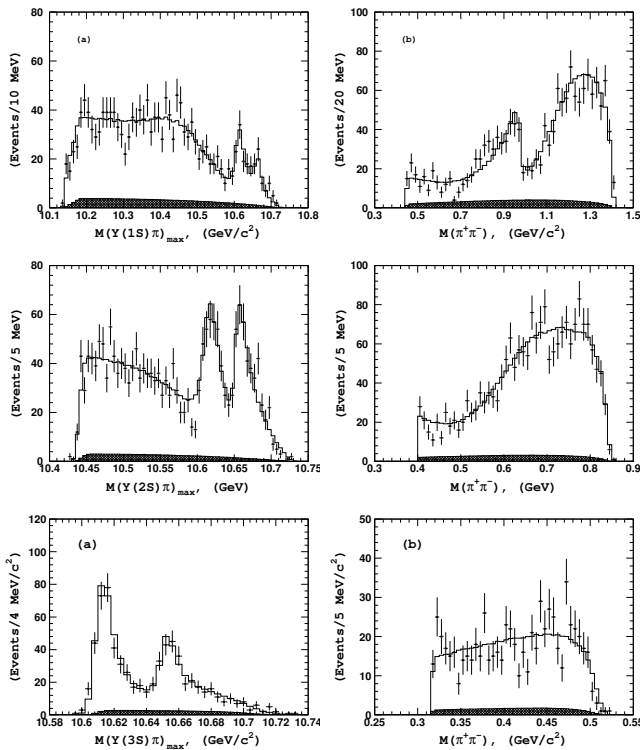 (a)
(Events/10 MeV)
80
60
40
20
0
10.1 10.2 10.3 10.4 10.5 10.6 10.7 10.8
M(Y(1S)π)max, (GeV/c²)
(b)
(Events/20 MeV)
100
80
60
40
20
0
0.3 0.5 0.7 0.9 1.1 1.3 1.5
M(π⁺π⁻), (GeV/c²)
(Events/5 MeV)
80
60
40
20
0
10.4 10.45 10.5 10.55 10.6 10.65 10.7 10.75
M(Y(2S)π)max, (GeV)
(Events/5 MeV)
100
80
60
40
20
0
0.3 0.4 0.5 0.6 0.7 0.8 0.9
M(π⁺π⁻), (GeV)
(a)
(Events/4 MeV/c²)
120
100
80
60
40
20
0
10.58 10.60 10.62 10.64 10.66 10.68 10.70 10.72 10.74
M(Y(3S)π)max, (GeV/c²)
(b)
(Events/5 MeV/c²)
50
40
30
20
10
0
0.25 0.3 0.35 0.4 0.45 0.5 0.55
M(π⁺π⁻), (GeV/c²)